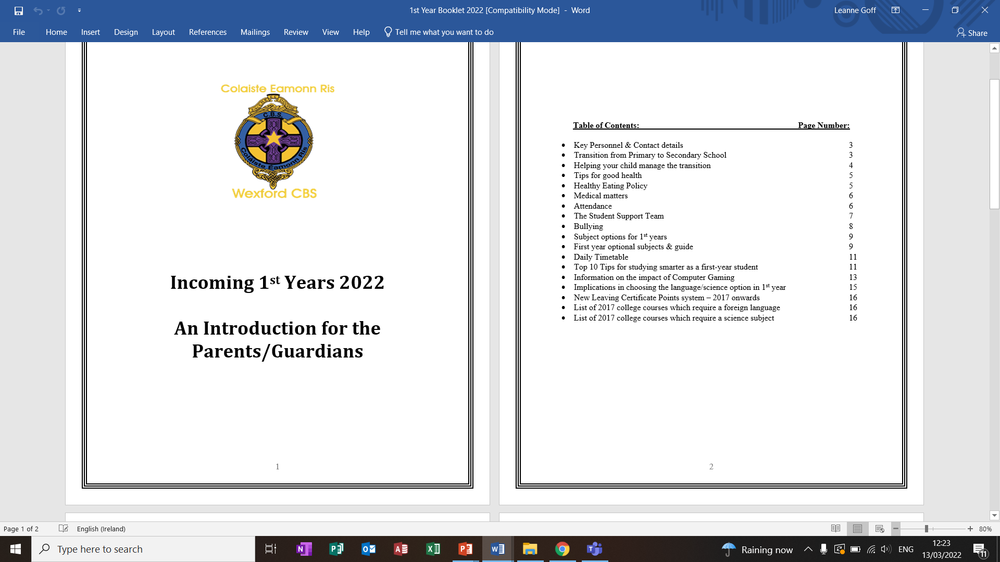 1st Year Booklet 2022 [Compatibility Mode] - Word
Leanne Goff
File Home Insert Design Layout References Mailings Review View Help Tell me what you want to do
Share
Colaiste Eamonn Ris
C.B.S.
Coláiste Éamonn Rís
Wexford CBS
Incoming 1st Years 2022
An Introduction for the
Parents/Guardians
1
Table of Contents: Page Number:
• Key Personnel & Contact details 3
• Transition from Primary to Secondary School 3
• Helping your child manage the transition 4
• Tips for good health 5
• Healthy Eating Policy 5
• Medical matters 6
• Attendance 6
• The Student Support Team 7
• Bullying 8
• Subject options for 1st years 9
• First year optional subjects & guide 9
• Daily Timetable 11
• Top 10 Tips for studying smarter as a first-year student 11
• Information on the impact of Computer Gaming 13
• Implications in choosing the language/science option in 1st year 15
• New Leaving Certificate Points system – 2017 onwards 16
• List of 2017 college courses which require a foreign language 16
• List of 2017 college courses which require a science subject 16
2
Page 1 of 2 English (Ireland)
80%
Type here to search
Raining now
ENG
12:23
13/03/2022
11